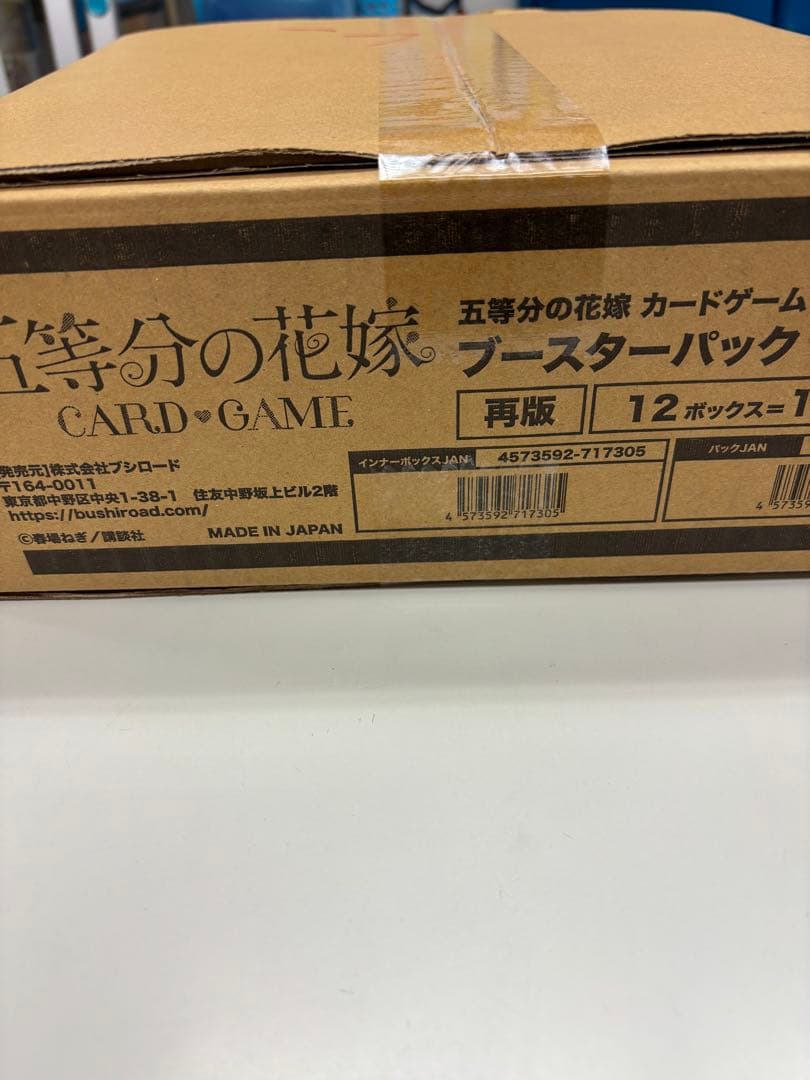 五等分の花嫁
CARD♥GAME
五等分の花嫁 カードゲーム
ブースターパック
再版
12ボックス=1
発売元]株式会社ブシロード
〒164-0011
東京都中野区中央1-38-1 住友中野坂上ビル2階
https://bushiroad.com/
©春場ねぎ/講談社 MADE IN JAPAN
インナーボックスJAN 4573592-717305
4 573592 717305
パックJAN
4 57359